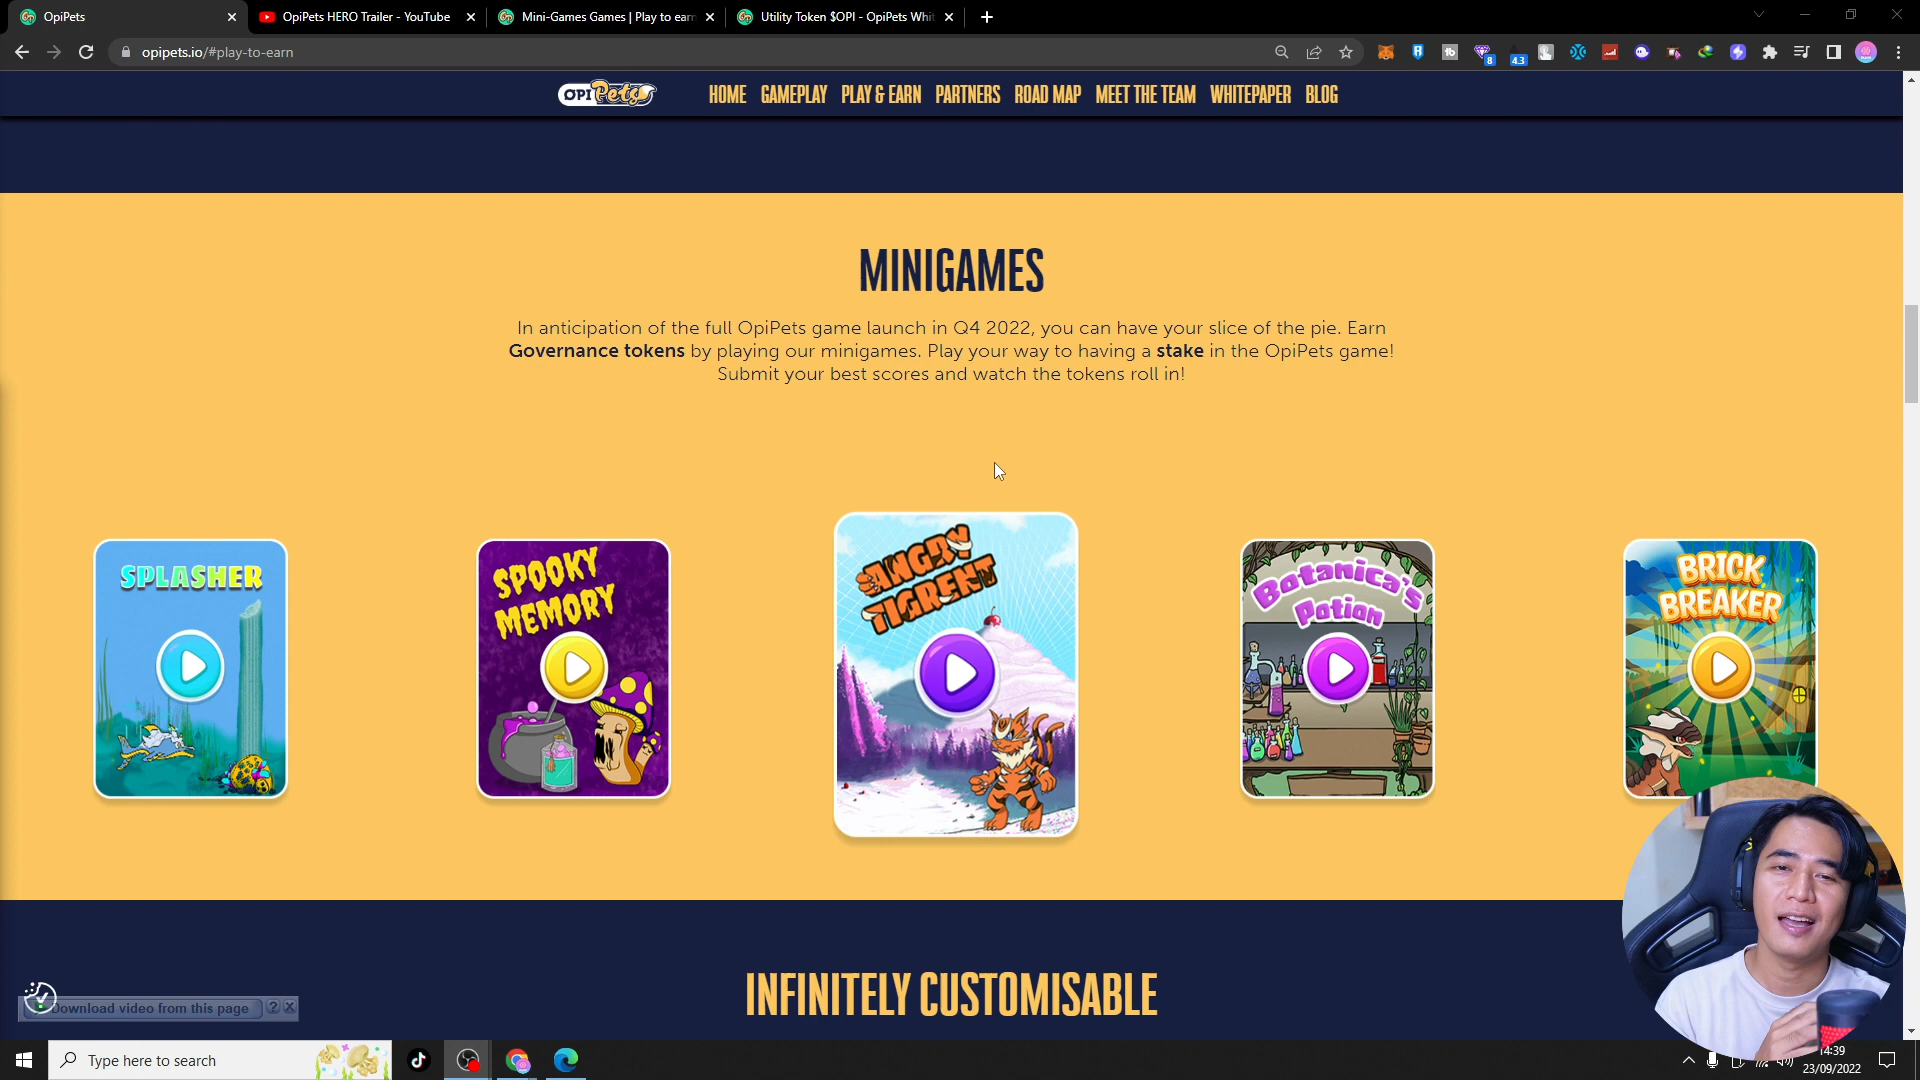 OpiPets
OpiPets HERO Trailer - YouTube
Mini-Games Games | Play to earn
Utility Token $OPI - OpiPets Whit
opipets.io/#play-to-earn
8
4.3
OPI Pets
HOME GAMEPLAY PLAY & EARN PARTNERS ROAD MAP MEET THE TEAM WHITEPAPER BLOG
MINIGAMES
In anticipation of the full OpiPets game launch in Q4 2022, you can have your slice of the pie. Earn
Governance tokens by playing our minigames. Play your way to having a stake in the OpiPets game!
Submit your best scores and watch the tokens roll in!
SPLASHER
SPOOKY
MEMORY
ANGRY
TIGRENT
Botanica's
Potion
BRICK
BREAKER
INFINITELY CUSTOMISABLE
Download video from this page
?
Type here to search
14:39
23/09/2022